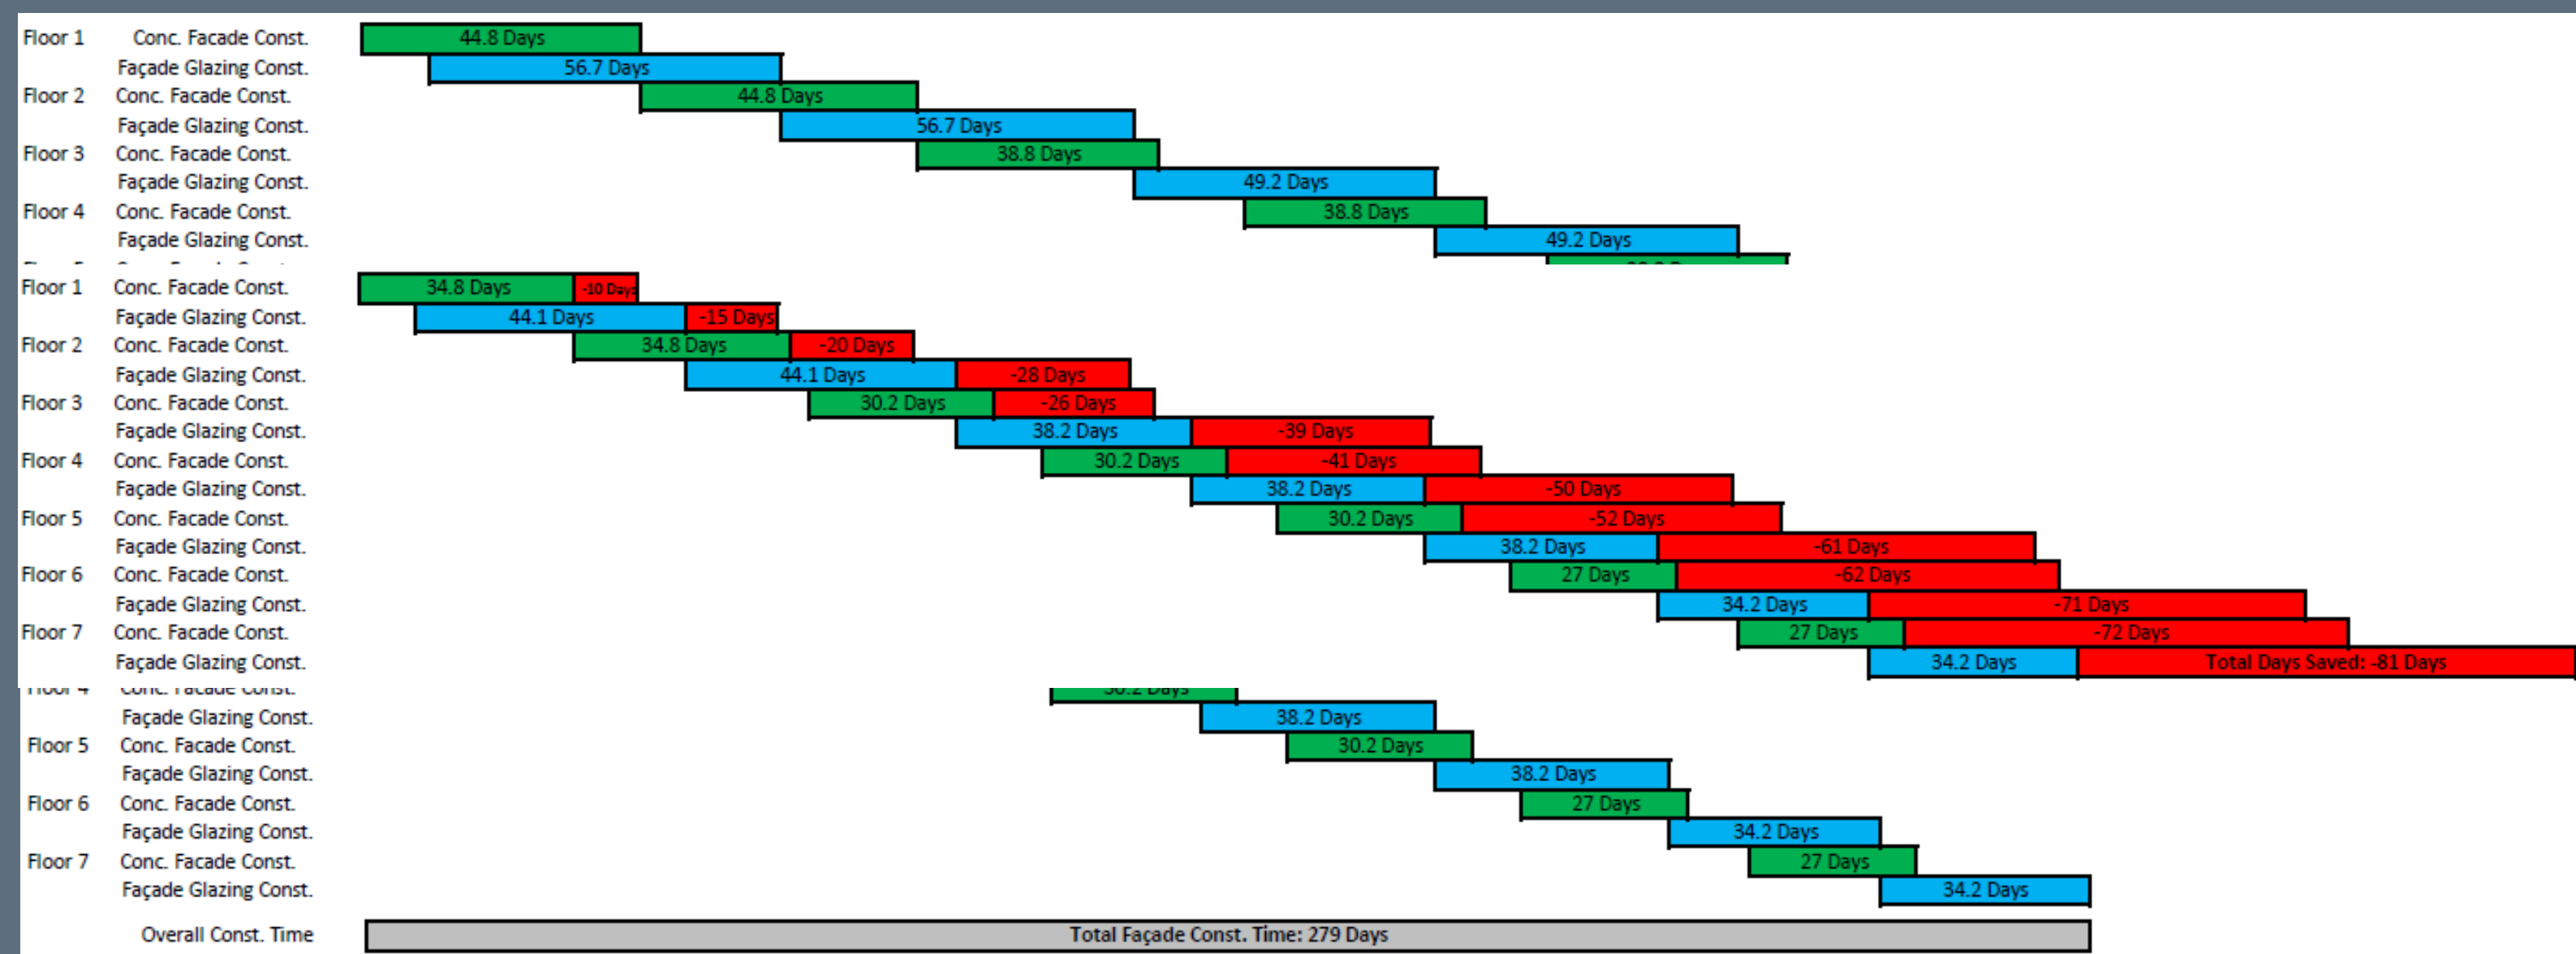 Floor 1 Conc. Facade Const. 44.8 Days
Façade Glazing Const. 56.7 Days
Floor 2 Conc. Facade Const. 44.8 Days
Façade Glazing Const. 56.7 Days
Floor 3 Conc. Facade Const. 38.8 Days
Façade Glazing Const. 49.2 Days
Floor 4 Conc. Facade Const. 38.8 Days
Façade Glazing Const. 49.2 Days
Floor 1 Conc. Facade Const. 34.8 Days -10 Days
Façade Glazing Const. 44.1 Days -15 Days
Floor 2 Conc. Facade Const. 34.8 Days -20 Days
Façade Glazing Const. 44.1 Days -28 Days
Floor 3 Conc. Facade Const. 30.2 Days -26 Days
Façade Glazing Const. 38.2 Days -39 Days
Floor 4 Conc. Facade Const. 30.2 Days -41 Days
Façade Glazing Const. 38.2 Days -50 Days
Floor 5 Conc. Facade Const. 30.2 Days -52 Days
Façade Glazing Const. 38.2 Days -61 Days
Floor 6 Conc. Facade Const. 27 Days -62 Days
Façade Glazing Const. 34.2 Days -71 Days
Floor 7 Conc. Facade Const. 27 Days -72 Days
Façade Glazing Const. 34.2 Days Total Days Saved: -81 Days
Floor 4 Conc. Facade Const. 30.2 Days
Façade Glazing Const. 38.2 Days
Floor 5 Conc. Facade Const. 30.2 Days
Façade Glazing Const. 38.2 Days
Floor 6 Conc. Facade Const. 27 Days
Façade Glazing Const. 34.2 Days
Floor 7 Conc. Facade Const. 27 Days
Façade Glazing Const. 34.2 Days
Overall Const. Time Total Façade Const. Time: 279 Days